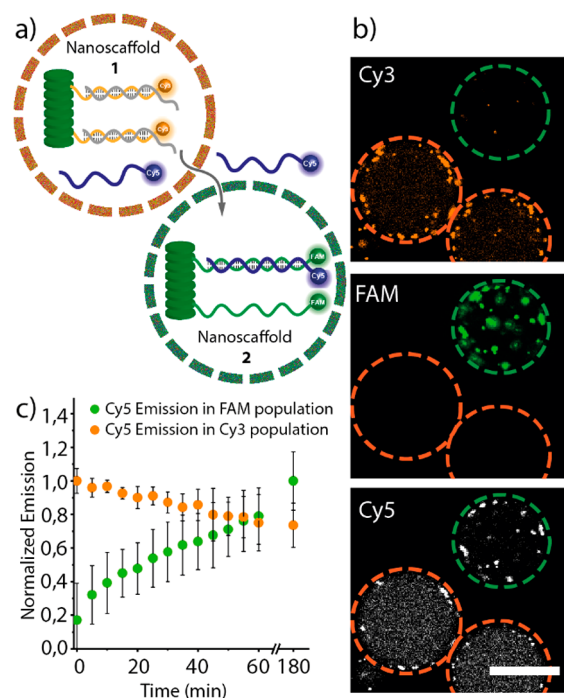 a)
Nanoscaffold
1
Cy3
Cy3
Cy5
Cy5
FAM
Cy5
FAM
Nanoscaffold
2
b)
Cy3
FAM
Cy5
c)
Cy5 Emission in FAM population
Cy5 Emission in Cy3 population
Normalized Emission
1,4
1,2
1,0
0,8
0,6
0,4
0,2
0,0
0 20 40 60 180
Time (min)